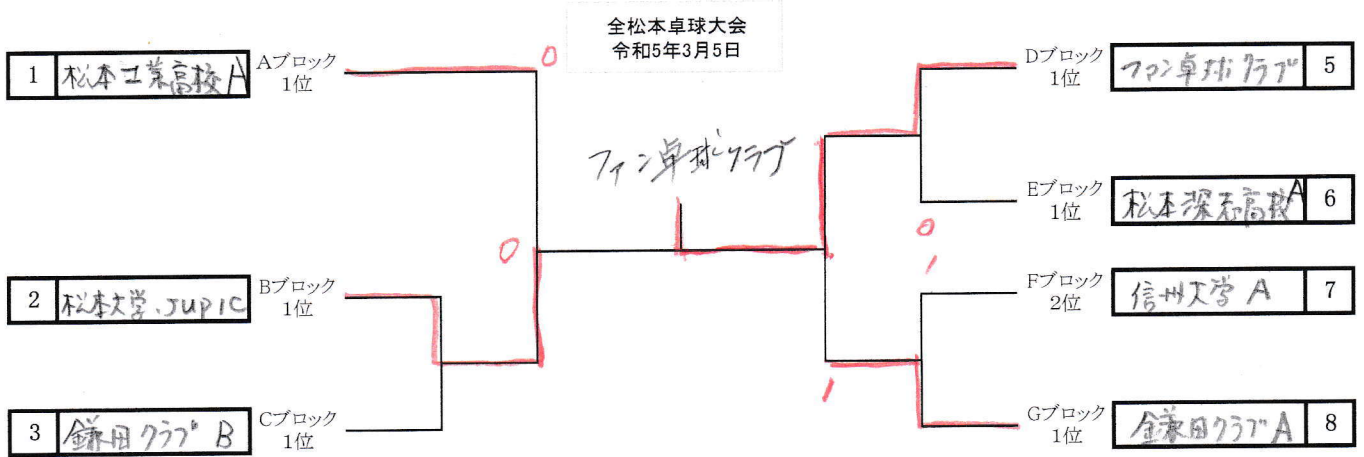 全松本卓球大会
令和5年3月5日
1 松本工業高校A Aブロック 1位
0
2 松本大学.JUPIC Bブロック 1位
0
3 鎌田クラブ B Cブロック 1位
ファン卓球クラブ
Dブロック 1位 ファン卓球クラブ 5
Eブロック 1位 松本深志高校A 6
0
1
Fブロック 2位 信州大学 A 7
1
Gブロック 1位 鎌田クラブA 8